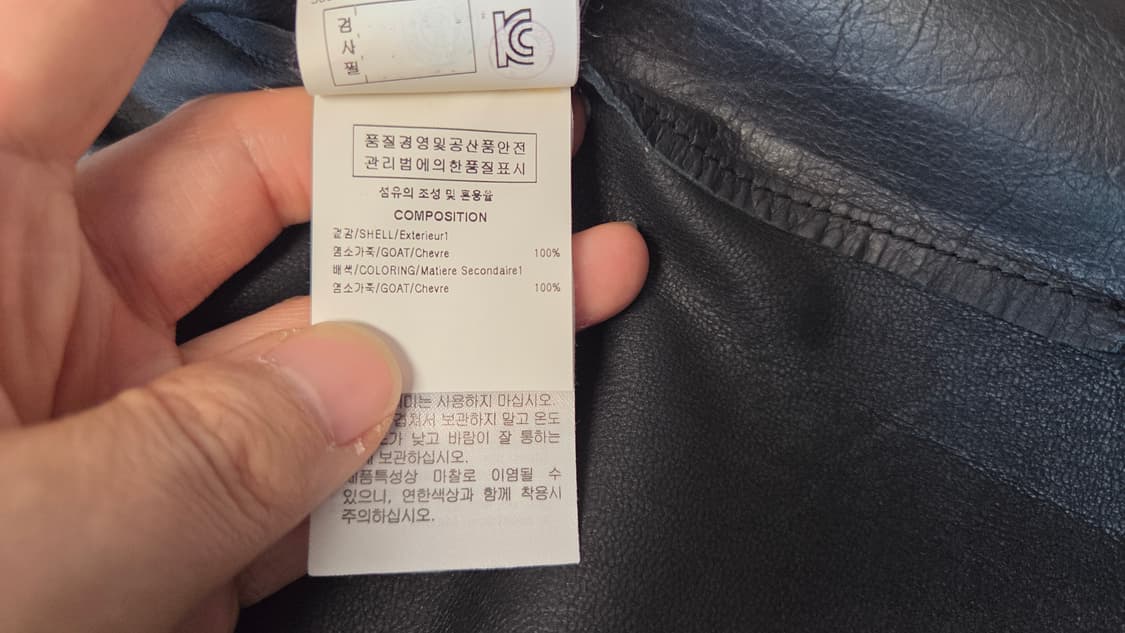 검
사
필
KC
품질경영및공산품안전
관리법에의한품질표시
섬유의 조성 및 혼용율
COMPOSITION
겉감/SHELL/Exterieur1
염소가죽/GOAT/Chevre 100%
배색/COLORING/Matiere Secondaire1
염소가죽/GOAT/Chevre 100%
사용하지 마십시오.
겹쳐서 보관하지 말고 온도
낮고 바람이 잘 통하는
보관하십시오.
제품특성상 마찰로 이염될 수
있으니, 연한색상과 함께 착용시
주의하십시오.